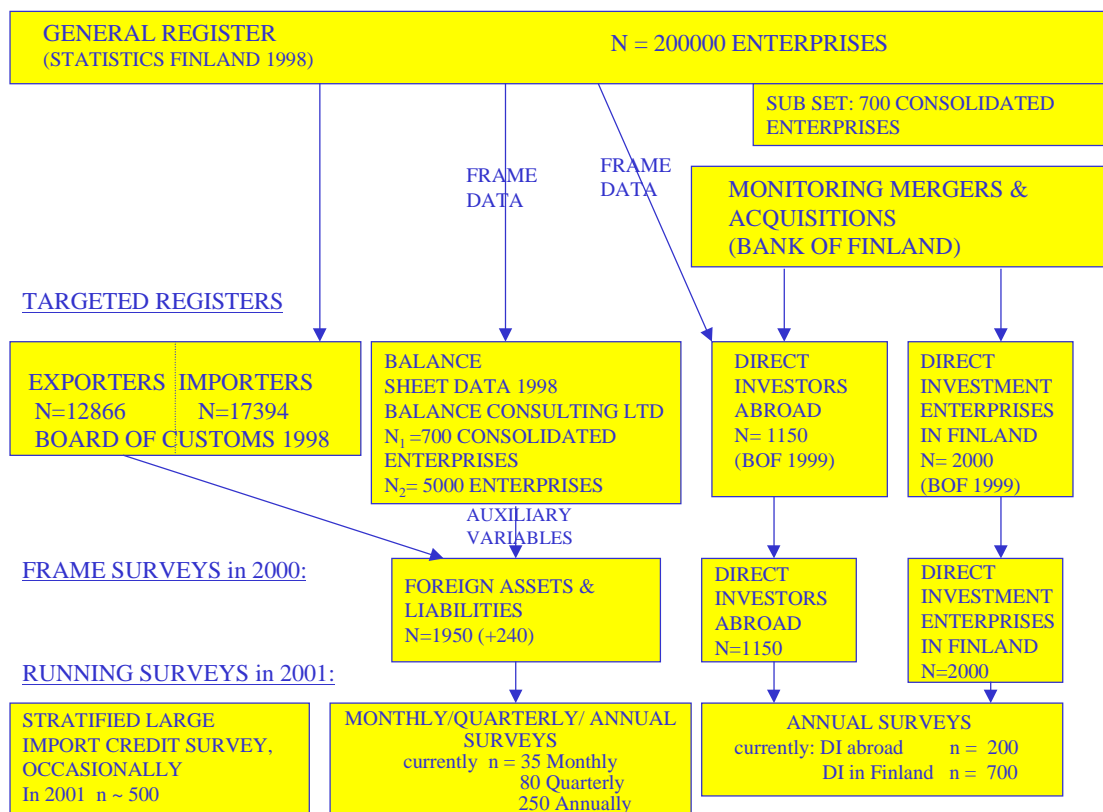 GENERAL REGISTER
(STATISTICS FINLAND 1998)
N = 200000 ENTERPRISES
SUB SET: 700 CONSOLIDATED
ENTERPRISES
FRAME
DATA
FRAME
DATA
MONITORING MERGERS &
ACQUISITIONS
(BANK OF FINLAND)
TARGETED REGISTERS
EXPORTERS IMPORTERS
N=12866 N=17394
BOARD OF CUSTOMS 1998
BALANCE
SHEET DATA 1998
BALANCE CONSULTING LTD
N₁ =700 CONSOLIDATED
ENTERPRISES
N₂= 5000 ENTERPRISES
DIRECT
INVESTORS
ABROAD
N= 1150
(BOF 1999)
DIRECT
INVESTMENT
ENTERPRISES
IN FINLAND
N= 2000
(BOF 1999)
AUXILIARY
VARIABLES
FRAME SURVEYS in 2000:
FOREIGN ASSETS &
LIABILITIES
N=1950 (+240)
DIRECT
INVESTORS
ABROAD
N=1150
DIRECT
INVESTMENT
ENTERPRISES
IN FINLAND
N=2000
RUNNING SURVEYS in 2001:
STRATIFIED LARGE
IMPORT CREDIT SURVEY,
OCCASIONALLY
In 2001 n ~ 500
MONTHLY/QUARTERLY/ ANNUAL
SURVEYS
currently n = 35 Monthly
80 Quarterly
250 Annually
ANNUAL SURVEYS
currently: DI abroad n = 200
DI in Finland n = 700